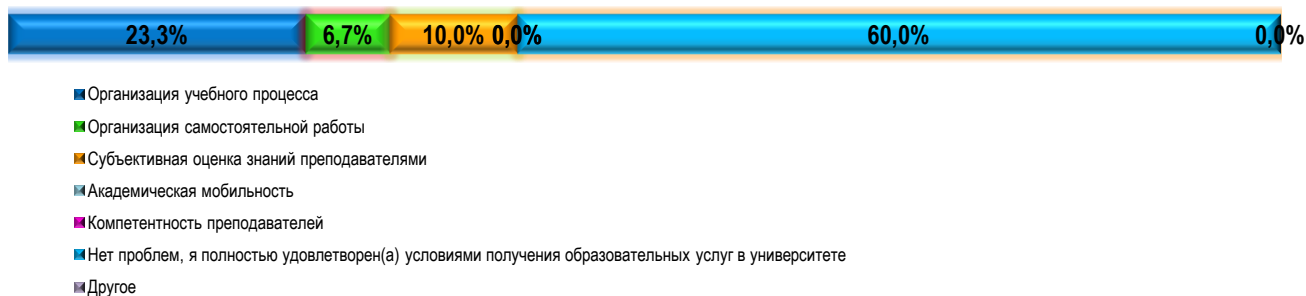 23,3% 6,7% 10,0% 0,0% 60,0% 0,0%
Организация учебного процесса
Организация самостоятельной работы
Субъективная оценка знаний преподавателями
Академическая мобильность
Компетентность преподавателей
Нет проблем, я полностью удовлетворен(а) условиями получения образовательных услуг в университете
Другое